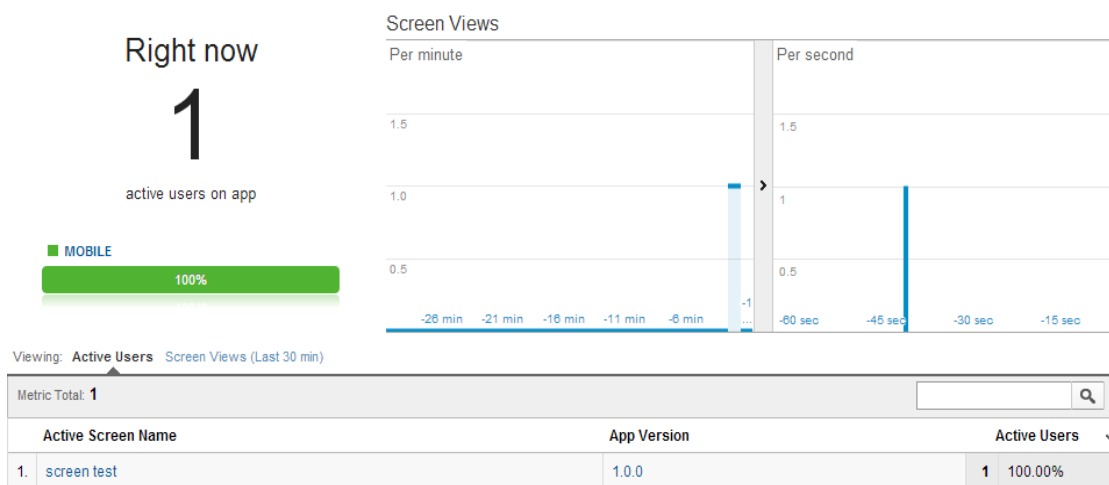 Screen Views
Right now
Per minute
Per second
1
1.5
1.5
active users on app
1.0
1
MOBILE
0.5
0.5
100%
-1
...
-26 min -21 min -16 min -11 min -6 min
-60 sec -45 sec -30 sec -15 sec
Viewing: Active Users Screen Views (Last 30 min)
Metric Total: 1
Active Screen Name App Version Active Users
1. screen test 1.0.0 1 100.00%